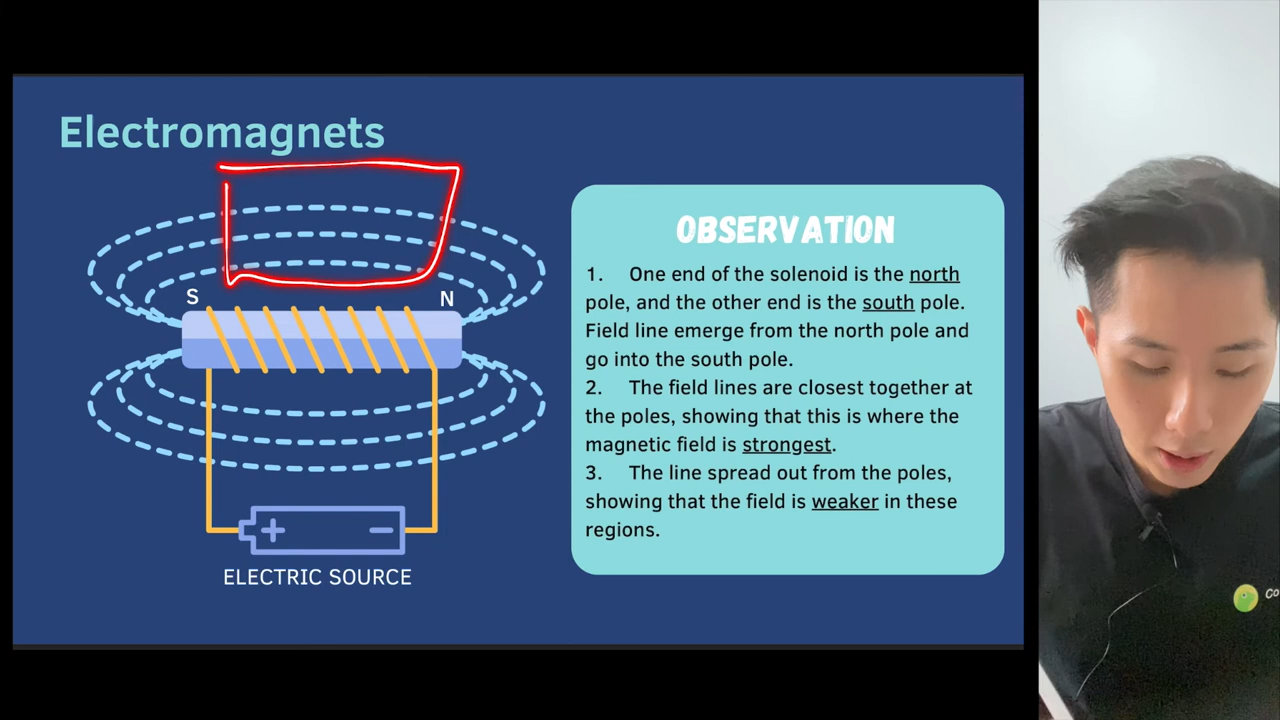 Electromagnets
S
N
+
−
ELECTRIC SOURCE
OBSERVATION
1. One end of the solenoid is the north
pole, and the other end is the south pole.
Field line emerge from the north pole and
go into the south pole.
2. The field lines are closest together at
the poles, showing that this is where the
magnetic field is strongest.
3. The line spread out from the poles,
showing that the field is weaker in these
regions.